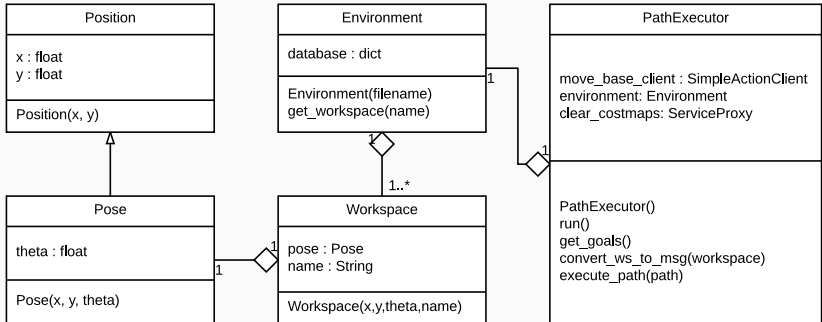 Position
x : float
y : float
Position(x, y)
Environment
database : dict
Environment(filename)
get_workspace(name)
PathExecutor
move_base_client : SimpleActionClient
environment: Environment
clear_costmaps: ServiceProxy
PathExecutor()
run()
get_goals()
convert_ws_to_msg(workspace)
execute_path(path)
1
1
1
1..*
Pose
theta : float
Pose(x, y, theta)
1
1
Workspace
pose : Pose
name : String
Workspace(x,y,theta,name)